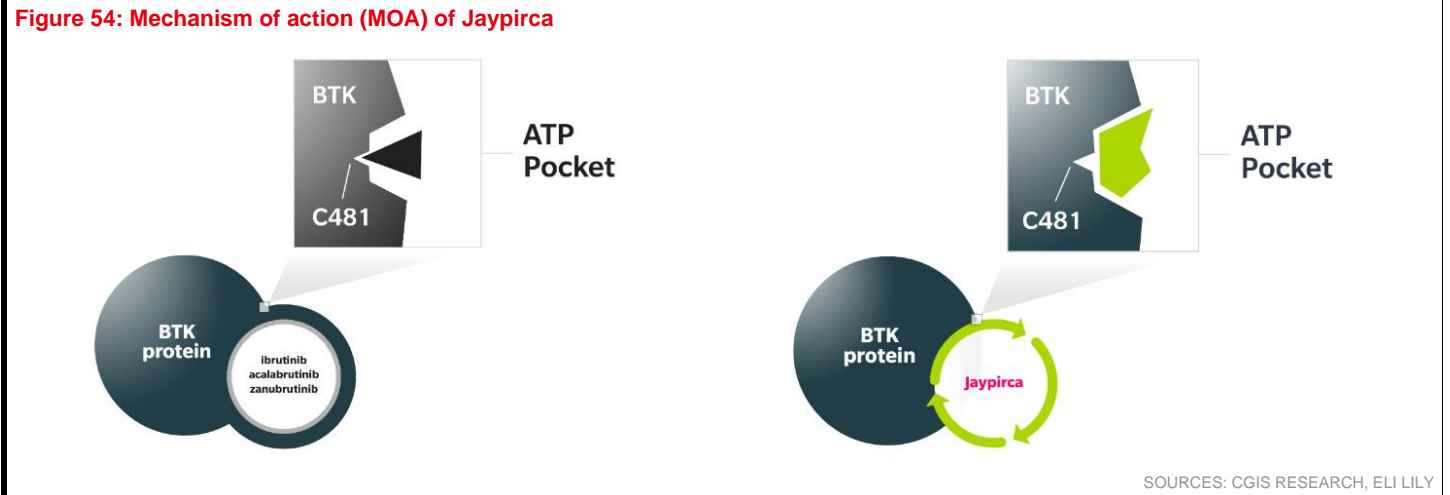 Figure 54: Mechanism of action (MOA) of Jaypirca
BTK
C481
ATP
Pocket
BTK
protein
ibrutinib
acalabrutinib
zanubrutinib
BTK
C481
ATP
Pocket
BTK
protein
Jaypirca
SOURCES: CGIS RESEARCH, ELI LILY